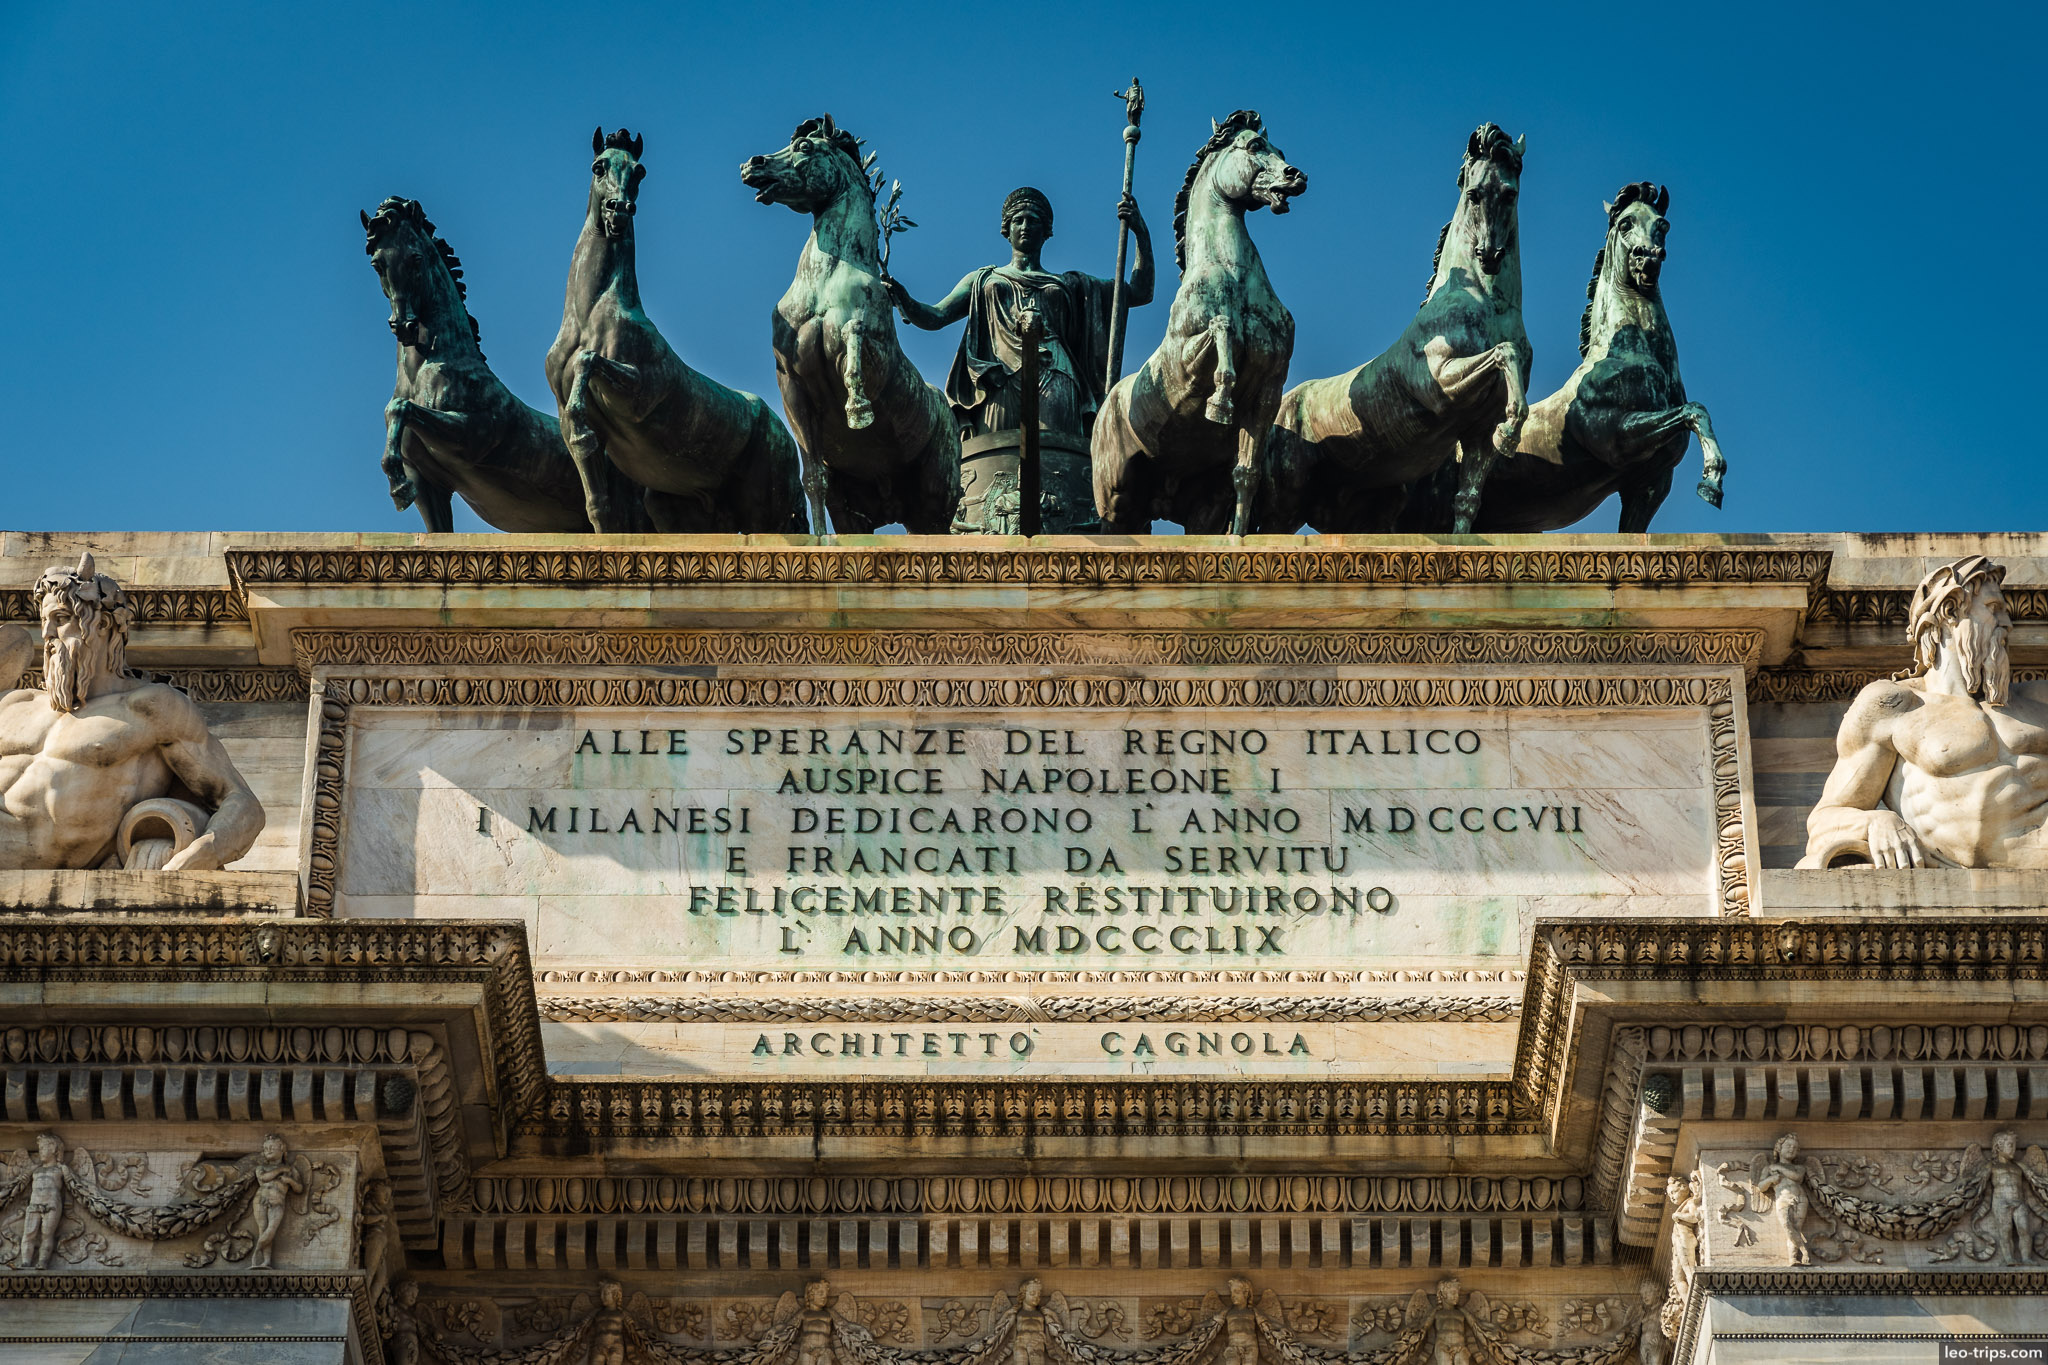 ALLE SPERANZE DEL REGNO ITALICO
AUSPICE NAPOLEONE I
I MILANESI DEDICARONO L' ANNO MDCCCVII
E FRANCATI DA SERVITU
FELICEMENTE RESTITUIRONO
L' ANNO MDCCCLIX
ARCHITETTO CAGNOLA
leo-trips.com